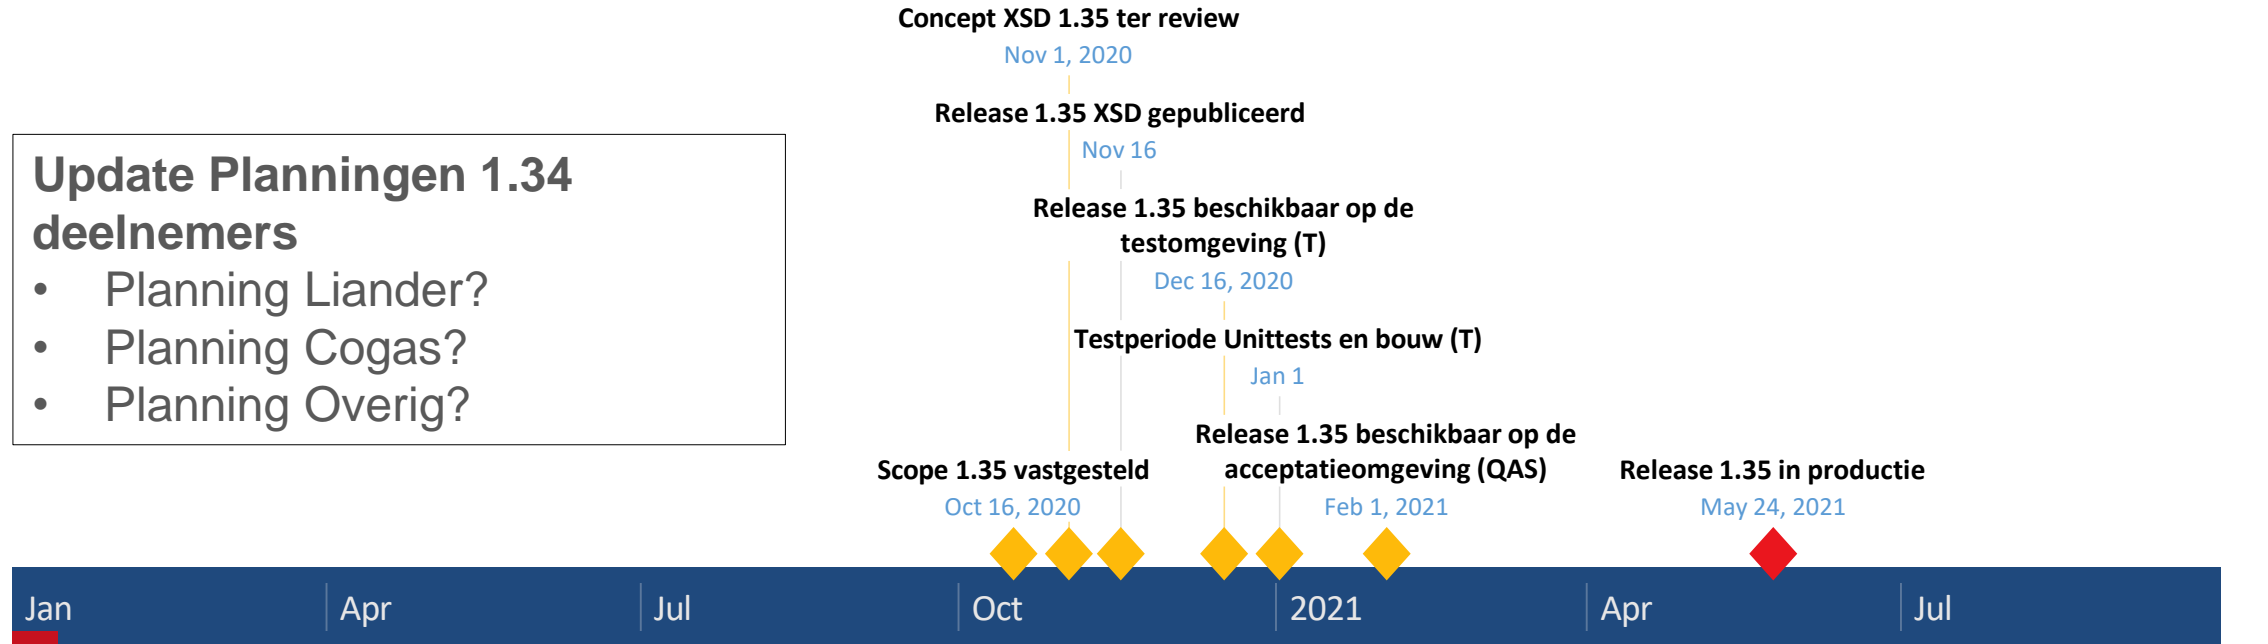 Concept XSD 1.35 ter review
Nov 1, 2020
Release 1.35 XSD gepubliceerd
Nov 16
Update Planningen 1.34
deelnemers
• Planning Liander?
• Planning Cogas?
• Planning Overig?
Release 1.35 beschikbaar op de
testomgeving (T)
Dec 16, 2020
Testperiode Unittests en bouw (T)
Jan 1
Release 1.35 beschikbaar op de
acceptatieomgeving (QAS)
Feb 1, 2021
Scope 1.35 vastgesteld
Oct 16, 2020
Release 1.35 in productie
May 24, 2021
Jan Apr Jul Oct 2021 Apr Jul